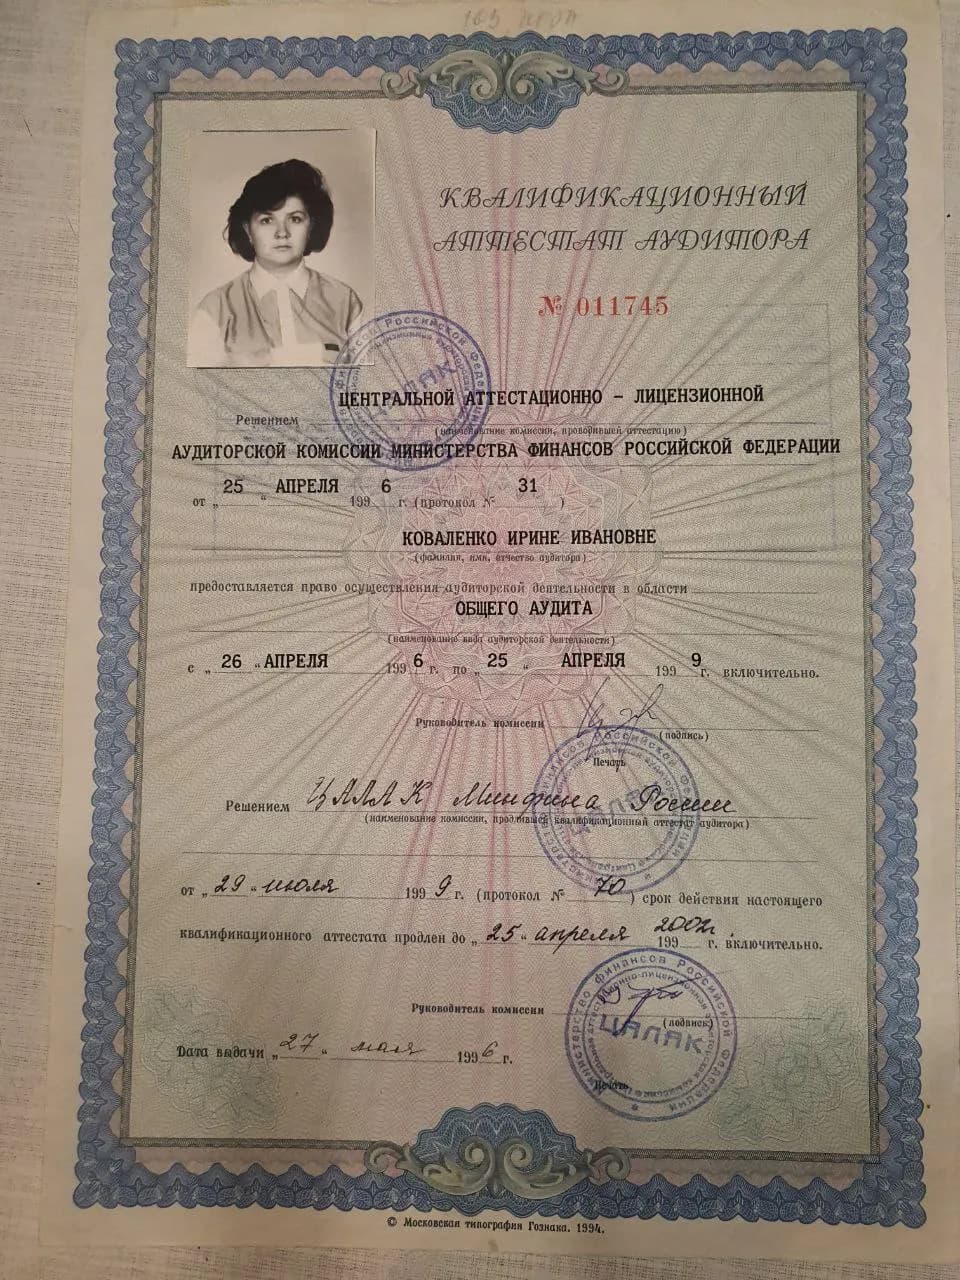 КВАЛИФИКАЦИОННЫЙ
АТТЕСТАТ АУДИТОРА
№ 011745
Решением ЦЕНТРАЛЬНОЙ АТТЕСТАЦИОННО – ЛИЦЕНЗИОННОЙ
(наименование комиссии, проводившей аттестацию)
АУДИТОРСКОЙ КОМИССИИ МИНИСТЕРСТВА ФИНАНСОВ РОССИЙСКОЙ ФЕДЕРАЦИИ
от „ 25 “ АПРЕЛЯ 199 6 г. (протокол № 31 )
КОВАЛЕНКО ИРИНЕ ИВАНОВНЕ
(фамилия, имя, отчество аудитора)
предоставляется право осуществления аудиторской деятельности в области
ОБЩЕГО АУДИТА
(наименование вида аудиторской деятельности)
с „ 26 “ АПРЕЛЯ 199 6 г. по „ 25 “ АПРЕЛЯ 199 9 г. включительно.
Руководитель комиссии
(подпись)
Печать
Решением ЦАЛАК Минфина России
(наименование комиссии, продлившей квалификационный аттестат аудитора)
от „ 29 “ июля 199 9 г. (протокол № 70 ) срок действия настоящего
квалификационного аттестата продлен до „ 25 “ апреля 2002г. 199 г. включительно.
Руководитель комиссии
(подпись)
ЦАЛАК
Дата выдачи „ 27 “ мая 199 6 г.
Печать
© Московская типография Гознака. 1994.